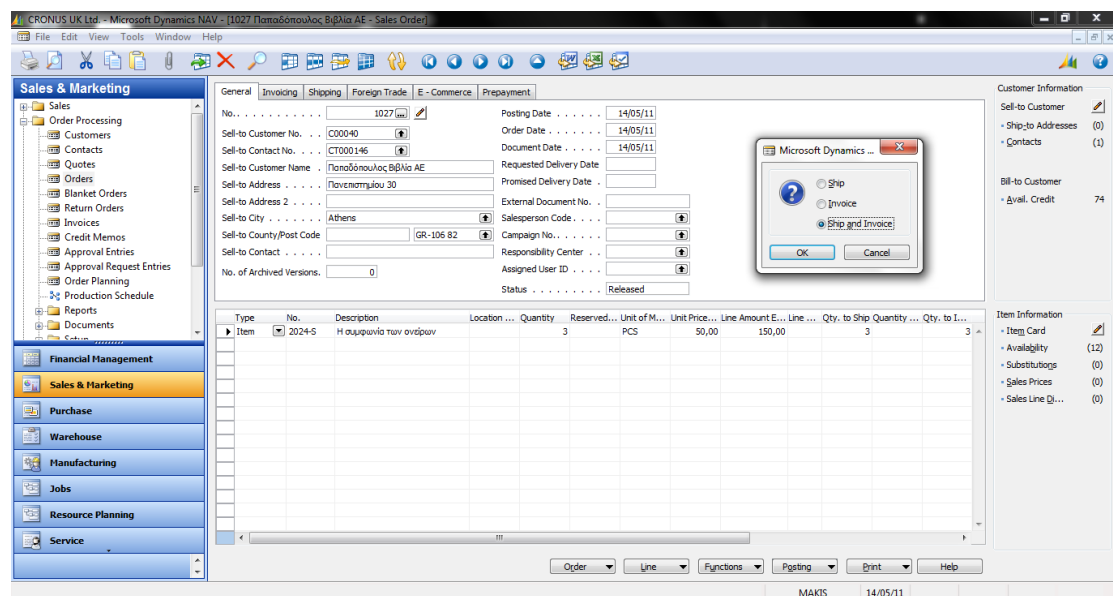 CRONUS UK Ltd. - Microsoft Dynamics NAV - [1027 Παπαδόπουλος Βιβλία ΑΕ - Sales Order]
File Edit View Tools Window Help
Sales & Marketing
Sales
Order Processing
Customers
Contacts
Quotes
Orders
Blanket Orders
Return Orders
Invoices
Credit Memos
Approval Entries
Approval Request Entries
Order Planning
Production Schedule
Reports
Documents
Setup
Financial Management
Sales & Marketing
Purchase
Warehouse
Manufacturing
Jobs
Resource Planning
Service
General Invoicing Shipping Foreign Trade E - Commerce Prepayment
No. . . . . . . . . . . . 1027
Sell-to Customer No. . . . C00040
Sell-to Contact No. . . . CT000146
Sell-to Customer Name . Παπαδόπουλος Βιβλία ΑΕ
Sell-to Address . . . . . Πανεπιστημίου 30
Sell-to Address 2 . . . .
Sell-to City . . . . . . . Athens
Sell-to County/Post Code GR-106 82
Sell-to Contact . . . . .
No. of Archived Versions. 0
Posting Date . . . . . . 14/05/11
Order Date . . . . . . . 14/05/11
Document Date . . . . . 14/05/11
Requested Delivery Date
Promised Delivery Date .
External Document No. .
Salesperson Code . . . .
Campaign No. . . . . . .
Responsibility Center . .
Assigned User ID . . . .
Status . . . . . . . . . Released
Microsoft Dynamics ...
Ship
Invoice
Ship and Invoice
OK Cancel
Type No. Description Location ... Quantity Reserved... Unit of M... Unit Price... Line Amount E... Line ... Qty. to Ship Quantity ... Qty. to I...
Item 2024-S Η συμφωνία των ονείρων 3 PCS 50,00 150,00 3 3
Order Line Functions Posting Print Help
Customer Information
Sell-to Customer
Ship-to Addresses (0)
Contacts (1)
Bill-to Customer
Avail. Credit 74
Item Information
Item Card
Availability (12)
Substitutions (0)
Sales Prices (0)
Sales Line Di... (0)
MAKIS 14/05/11